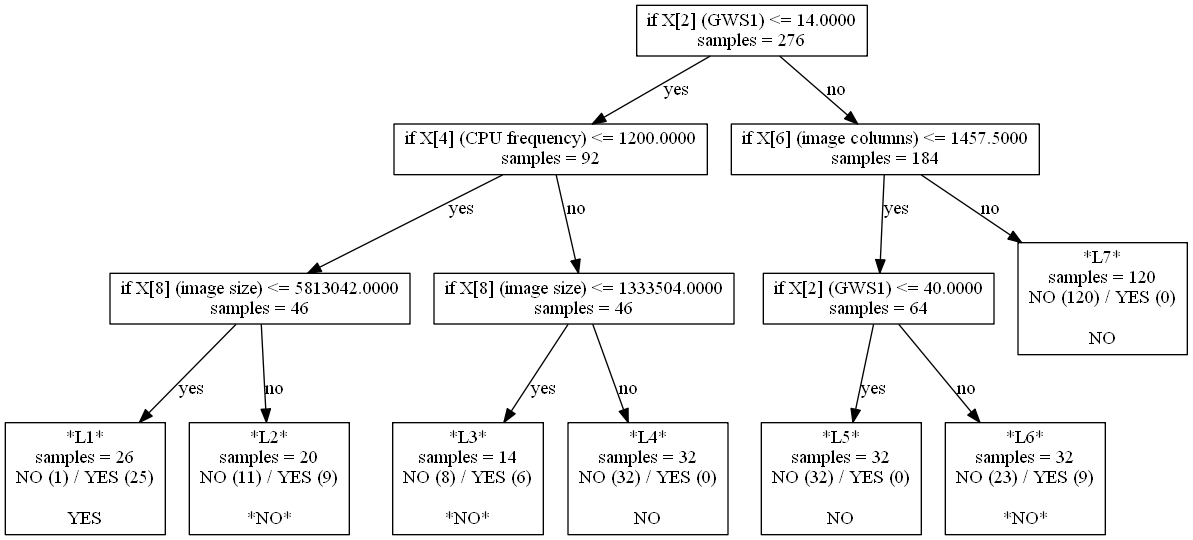 if X[2] (GWS1) <= 14.0000
samples = 276
yes
no
if X[4] (CPU frequency) <= 1200.0000
samples = 92
if X[6] (image columns) <= 1457.5000
samples = 184
yes
no
yes
no
if X[8] (image size) <= 5813042.0000
samples = 46
if X[8] (image size) <= 1333504.0000
samples = 46
if X[2] (GWS1) <= 40.0000
samples = 64
*L7*
samples = 120
NO (120) / YES (0)
NO
yes
no
yes
no
yes
no
*L1*
samples = 26
NO (1) / YES (25)
YES
*L2*
samples = 20
NO (11) / YES (9)
*NO*
*L3*
samples = 14
NO (8) / YES (6)
*NO*
*L4*
samples = 32
NO (32) / YES (0)
NO
*L5*
samples = 32
NO (32) / YES (0)
NO
*L6*
samples = 32
NO (23) / YES (9)
*NO*